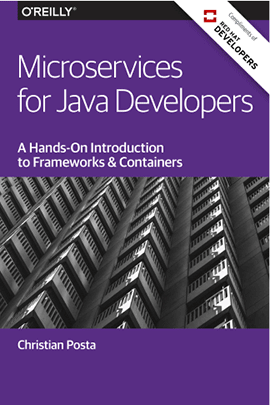 O'REILLY®
Compliments of
RED HAT
DEVELOPERS
Microservices
for Java Developers
A Hands-On Introduction
to Frameworks & Containers
Christian Posta